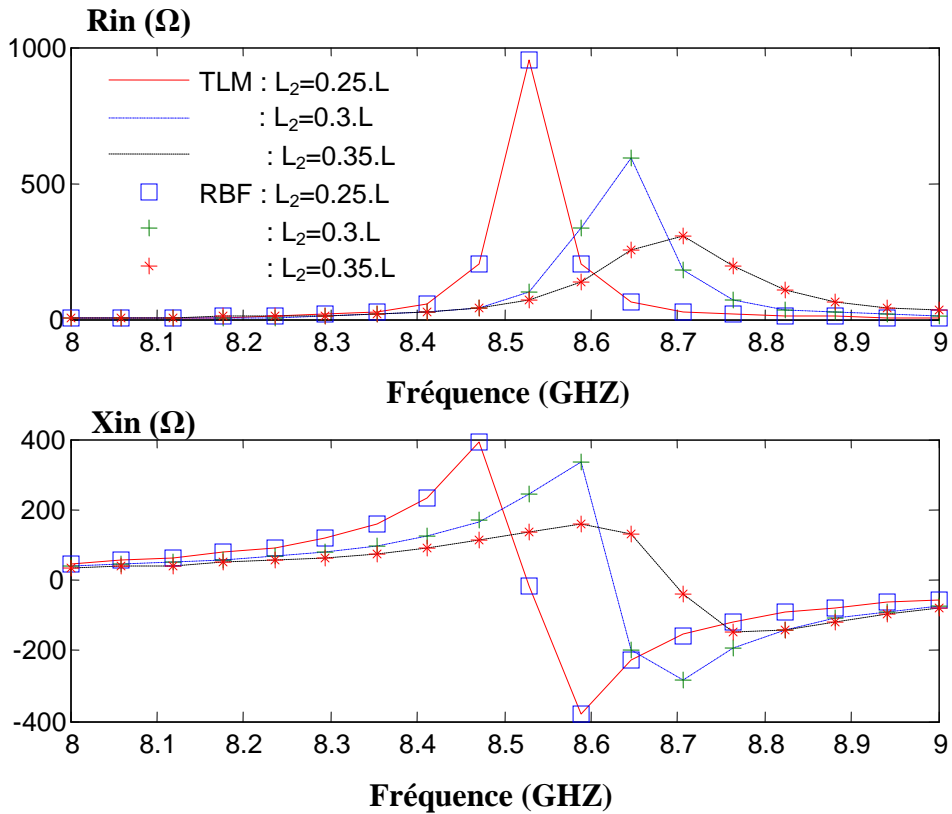 Rin (Ω)
1000
500
0
TLM : L₂=0.25.L
: L₂=0.3.L
: L₂=0.35.L
RBF : L₂=0.25.L
: L₂=0.3.L
: L₂=0.35.L
8 8.1 8.2 8.3 8.4 8.5 8.6 8.7 8.8 8.9 9
Fréquence (GHZ)
Xin (Ω)
400
200
0
-200
-400
8 8.1 8.2 8.3 8.4 8.5 8.6 8.7 8.8 8.9 9
Fréquence (GHZ)